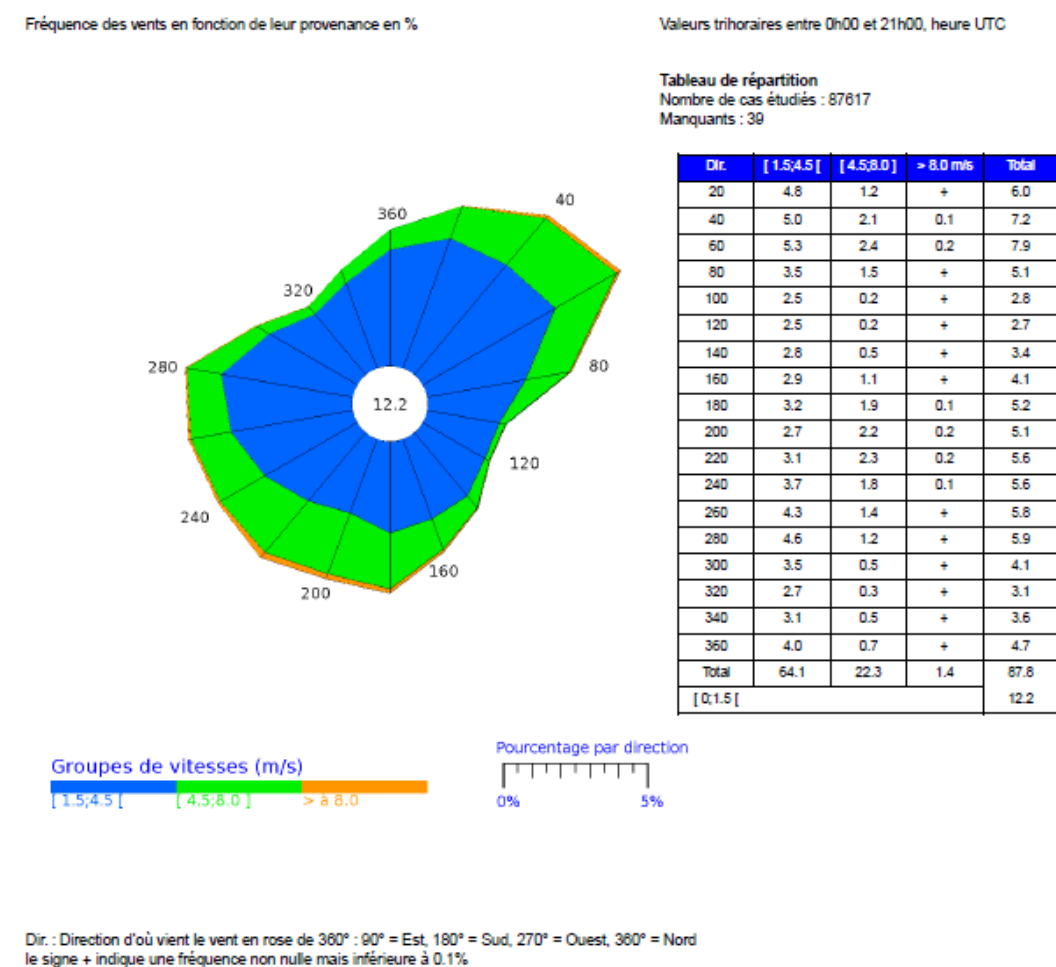 Fréquence des vents en fonction de leur provenance en %
Valeurs trihoraires entre 0h00 et 21h00, heure UTC
Tableau de répartition
Nombre de cas étudiés : 87617
Manquants : 39
Dir. [ 1.5;4.5 [ [ 4.5;8.0 ] > 8.0 m/s Total
20 4.8 1.2 + 6.0
40 5.0 2.1 0.1 7.2
60 5.3 2.4 0.2 7.9
80 3.5 1.5 + 5.1
100 2.5 0.2 + 2.8
120 2.5 0.2 + 2.7
140 2.8 0.5 + 3.4
160 2.9 1.1 + 4.1
180 3.2 1.9 0.1 5.2
200 2.7 2.2 0.2 5.1
220 3.1 2.3 0.2 5.6
240 3.7 1.8 0.1 5.6
260 4.3 1.4 + 5.8
280 4.6 1.2 + 5.9
300 3.5 0.5 + 4.1
320 2.7 0.3 + 3.1
340 3.1 0.5 + 3.6
360 4.0 0.7 + 4.7
Total 64.1 22.3 1.4 87.8
[ 0;1.5 [ 12.2
360
40
320
280
80
12.2
120
240
160
200
Groupes de vitesses (m/s)
[ 1.5;4.5 [ [ 4.5;8.0 ] > à 8.0
Pourcentage par direction
0% 5%
Dir. : Direction d'où vient le vent en rose de 360° : 90° = Est, 180° = Sud, 270° = Ouest, 360° = Nord
le signe + indique une fréquence non nulle mais inférieure à 0.1%